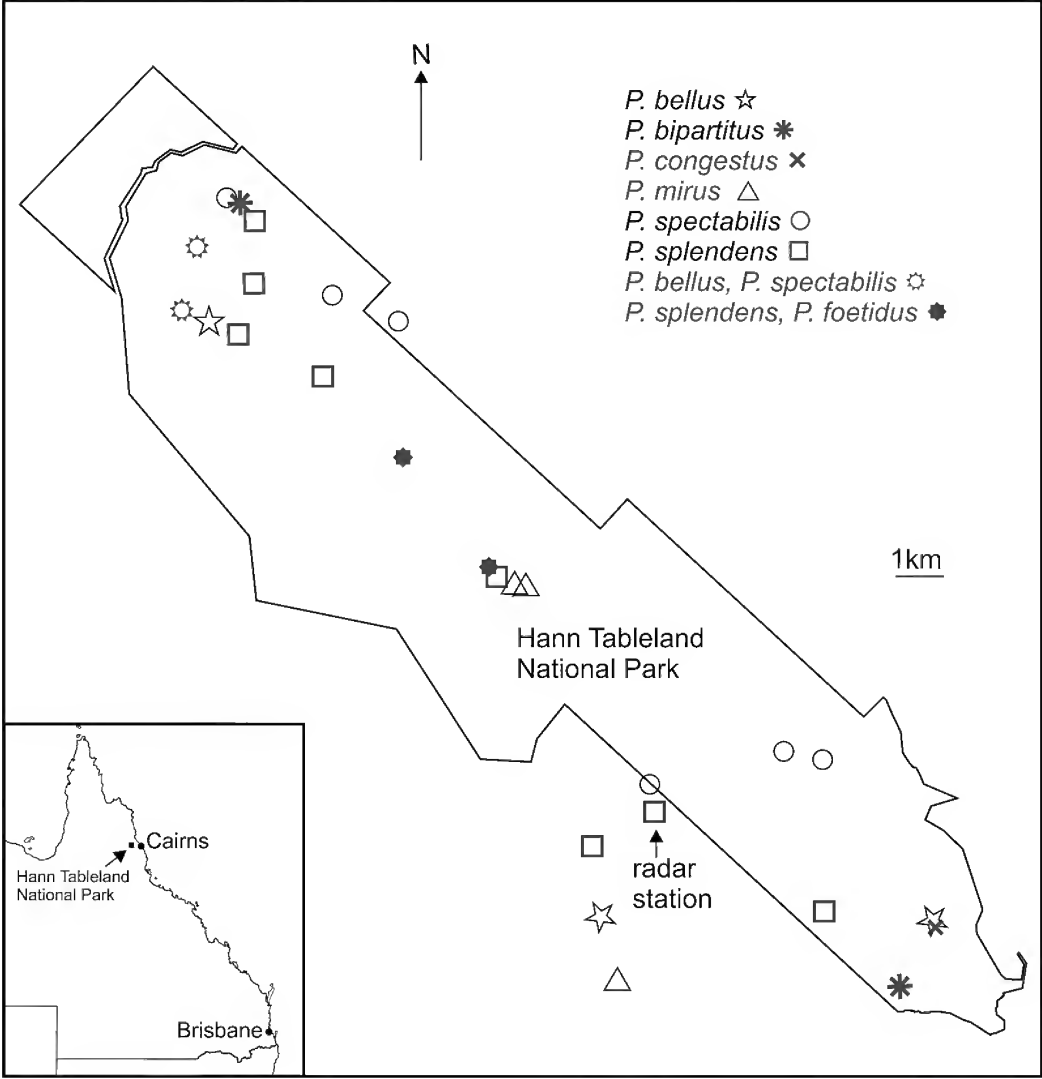 N
P. bellus
P. bipartitus
P. congestus
P. mirus
P. spectabilis
P. splendens
P. bellus, P. spectabilis
P. splendens, P. foetidus
1km
Hann Tableland
National Park
radar
station
Cairns
Hann Tableland
National Park
Brisbane